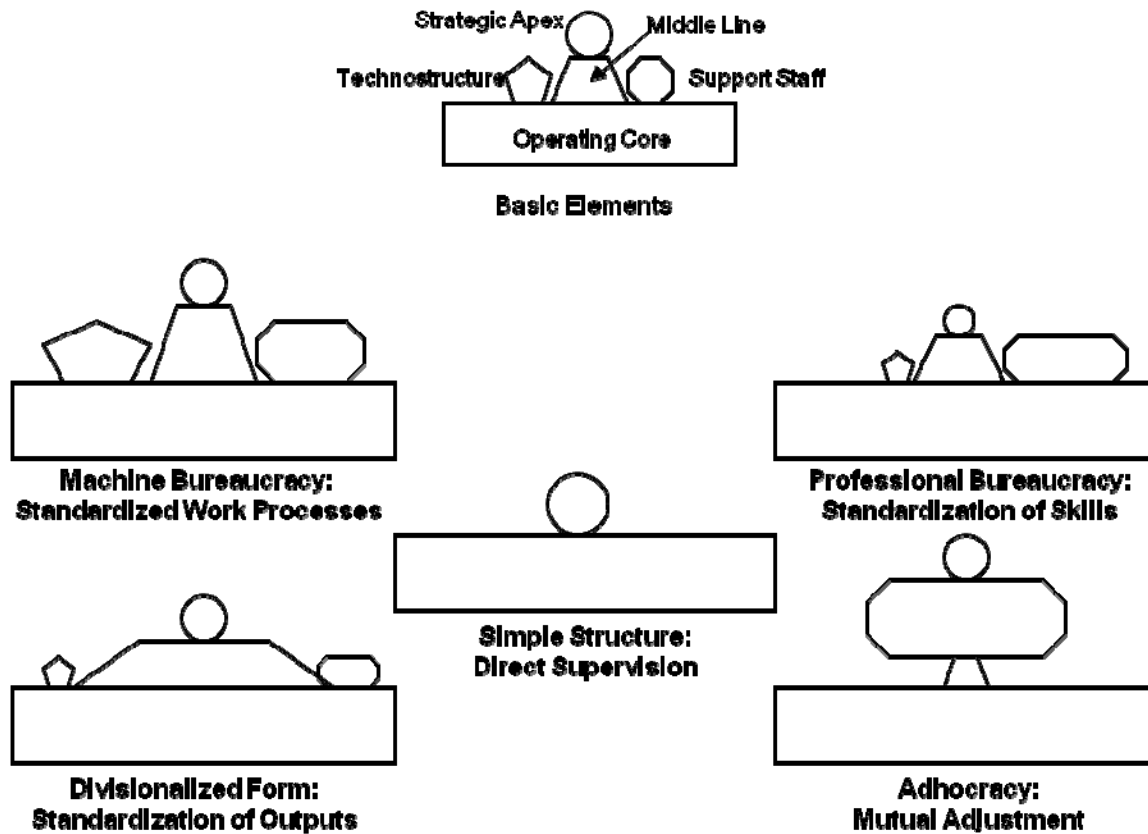 Strategic Apex
Middle Line
Technostructure
Support Staff
Operating Core
Basic Elements
Machine Bureaucracy:
Standardized Work Processes
Professional Bureaucracy:
Standardization of Skills
Simple Structure:
Direct Supervision
Divisionalized Form:
Standardization of Outputs
Adhocracy:
Mutual Adjustment